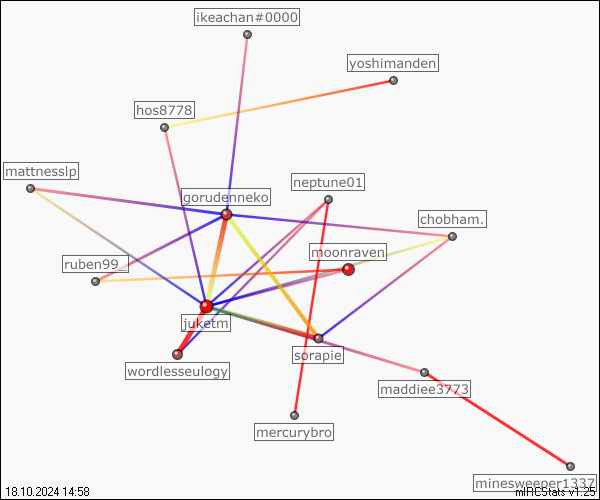 ikeachan#0000
yoshimanden
hos8778
mattnesslp
neptune01
gorudenneko
chobham.
moonraven
ruben99_
juketm
sorapie
wordlesseulogy
maddiee3773
mercurybro
minesweeper1337
18.10.2024 14:58
mIRCStats v1.25